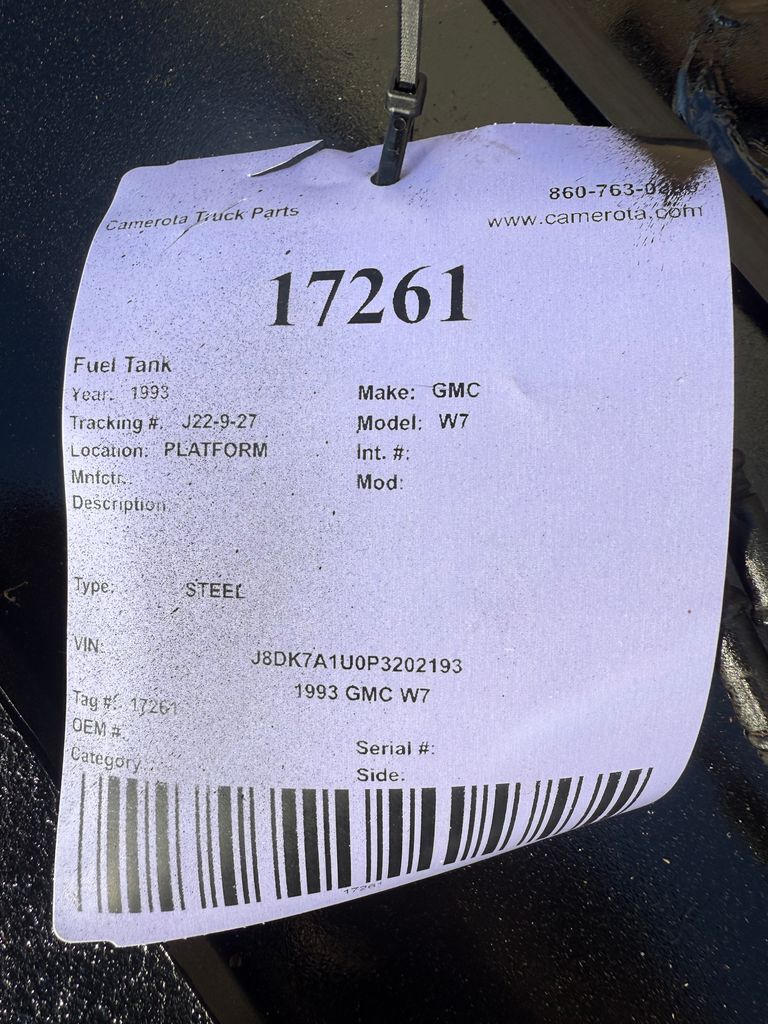 860-763-0
Camerota Truck Parts
www.camerota.com
17261
Fuel Tank
Year: 1993 Make: GMC
Tracking #: J22-9-27 Model: W7
Location: PLATFORM Int. #:
Mnfctr.: Mod:
Description:
Type: STEEL
VIN: J8DK7A1U0P3202193
1993 GMC W7
Tag #: 17261
OEM #: Serial #:
Category: Side:
17261